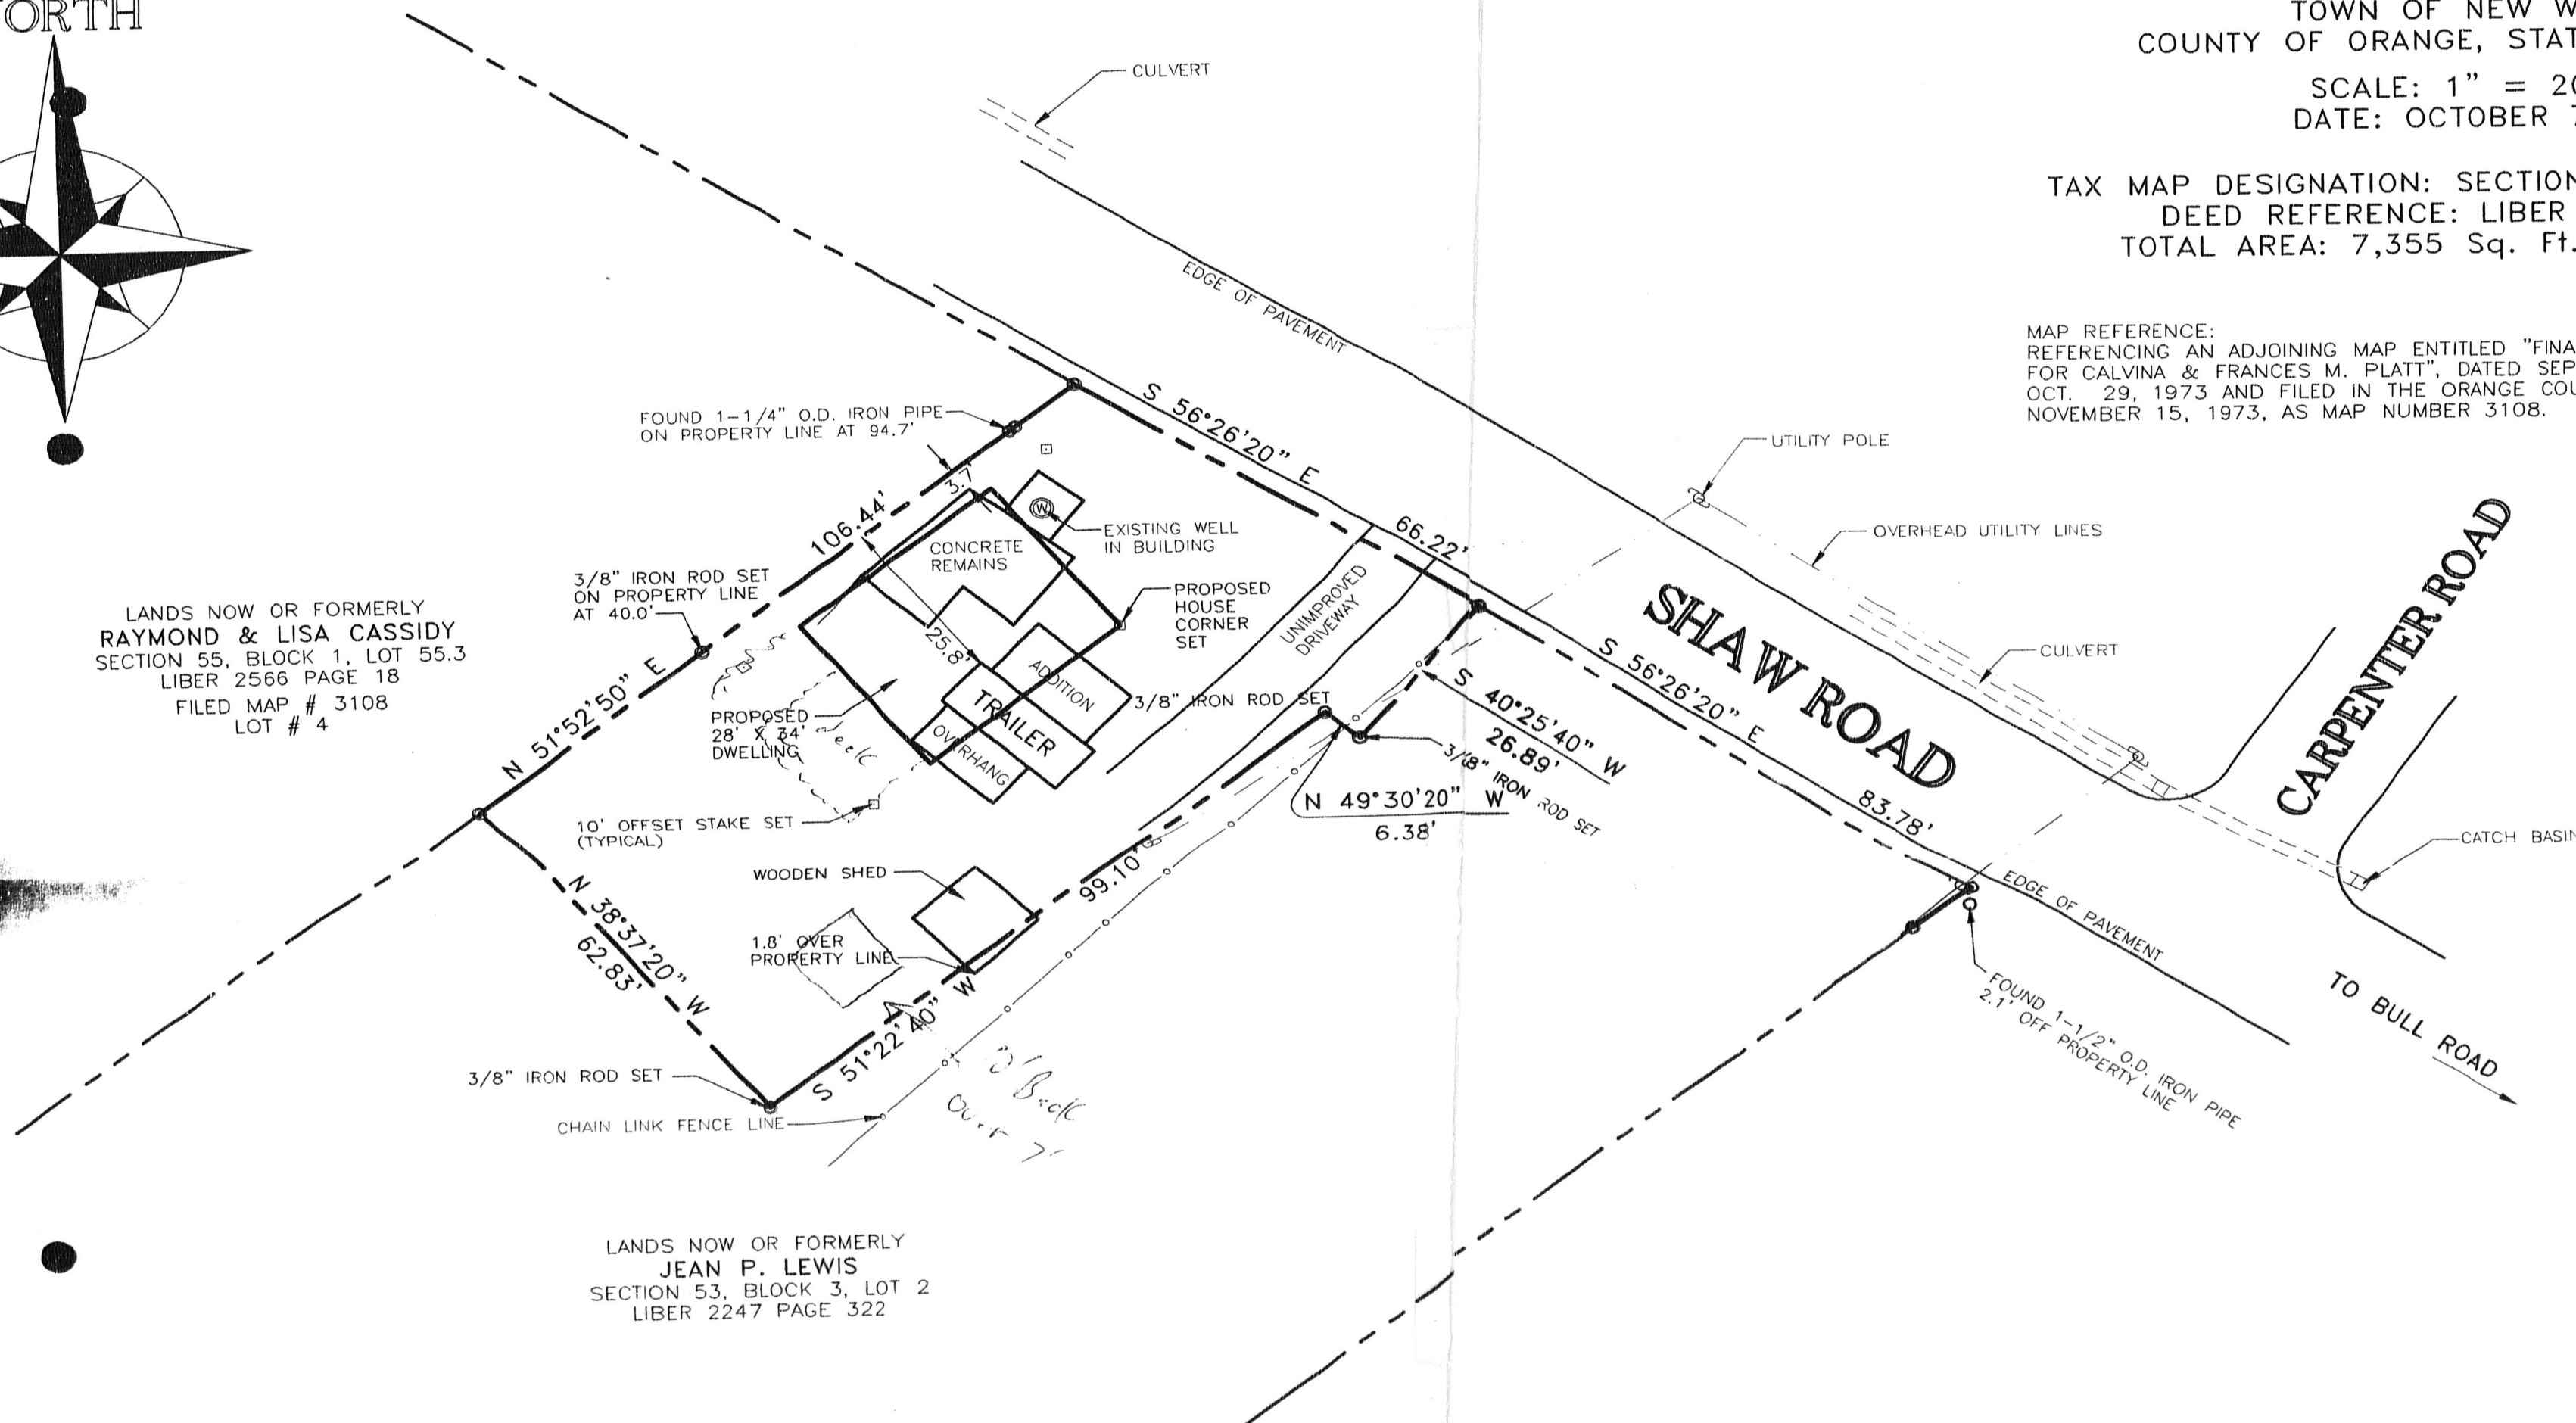 NORTH
TOWN OF NEW W
COUNTY OF ORANGE, STAT
SCALE: 1" = 20
DATE: OCTOBER 7
TAX MAP DESIGNATION: SECTION
DEED REFERENCE: LIBER
TOTAL AREA: 7,355 Sq. Ft.
MAP REFERENCE:
REFERENCING AN ADJOINING MAP ENTITLED "FINA
FOR CALVINA & FRANCES M. PLATT", DATED SEP
OCT. 29, 1973 AND FILED IN THE ORANGE COU
NOVEMBER 15, 1973, AS MAP NUMBER 3108.
CULVERT
EDGE OF PAVEMENT
FOUND 1-1/4" O.D. IRON PIPE
ON PROPERTY LINE AT 94.7'
S 56°26'20" E
66.22'
UTILITY POLE
OVERHEAD UTILITY LINES
3.7'
106.44'
CONCRETE
REMAINS
W
EXISTING WELL
IN BUILDING
3/8" IRON ROD SET
ON PROPERTY LINE
AT 40.0'
PROPOSED
HOUSE
CORNER
SET
UNIMPROVED
DRIVEWAY
SHAW ROAD
CARPENTER ROAD
CULVERT
LANDS NOW OR FORMERLY
RAYMOND & LISA CASSIDY
SECTION 55, BLOCK 1, LOT 55.3
LIBER 2566 PAGE 18
FILED MAP # 3108
LOT # 4
N 51°52'50" E
25.8'
ADDITION
TRAILER
OVERHANG
3/8" IRON ROD SET
PROPOSED
28' X 34'
DWELLING
deck
S 56°26'20" E
83.78'
S 40°25'40" W
26.89'
3/8" IRON ROD SET
N 49°30'20" W
6.38'
10' OFFSET STAKE SET
(TYPICAL)
CATCH BASIN
WOODEN SHED
99.10'
EDGE OF PAVEMENT
N 38°37'20" W
62.83'
1.8' OVER
PROPERTY LINE
S 51°22'40" W
FOUND 1-1/2" O.D. IRON PIPE
2.1' OFF PROPERTY LINE
TO BULL ROAD
10' Back
over 7'
3/8" IRON ROD SET
CHAIN LINK FENCE LINE
LANDS NOW OR FORMERLY
JEAN P. LEWIS
SECTION 53, BLOCK 3, LOT 2
LIBER 2247 PAGE 322